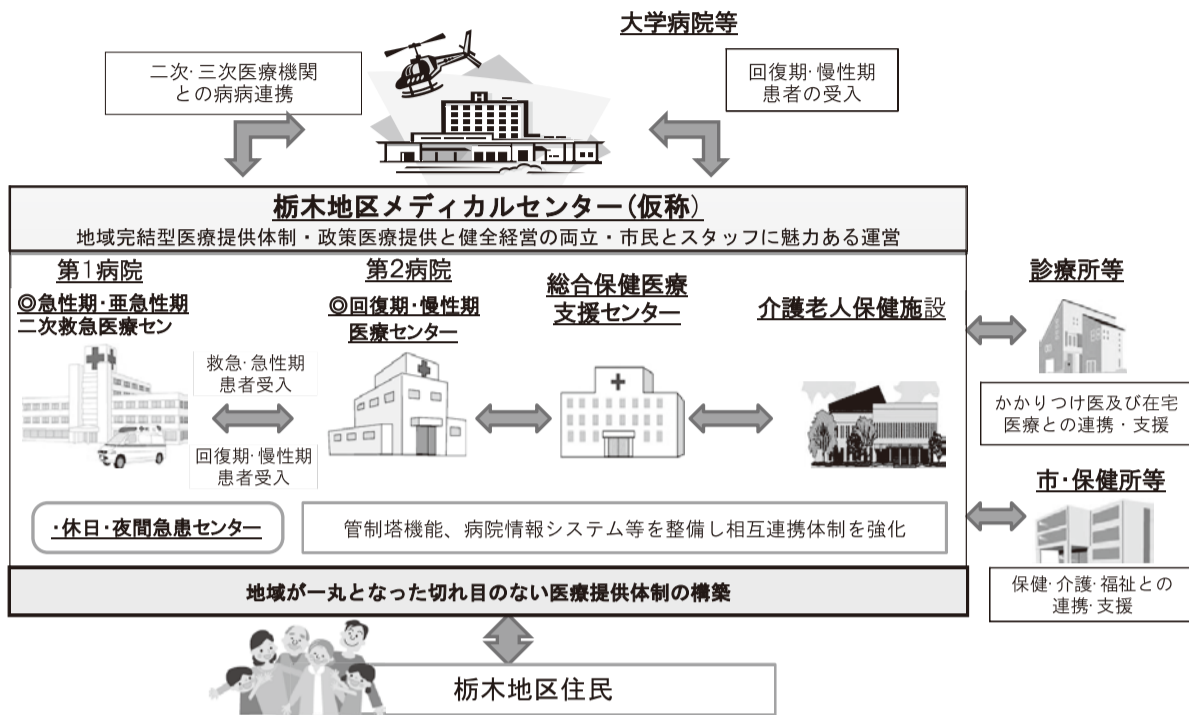 大学病院等
二次・三次医療機関
との病病連携
回復期・慢性期
患者の受入
栃木地区メディカルセンター(仮称)
地域完結型医療提供体制・政策医療提供と健全経営の両立・市民とスタッフに魅力ある運営
第1病院
◎急性期・亜急性期
二次救急医療セン
第2病院
◎回復期・慢性期
医療センター
総合保健医療
支援センター
介護老人保健施設
救急・急性期
患者受入
回復期・慢性期
患者受入
・休日・夜間急患センター
管制塔機能、病院情報システム等を整備し相互連携体制を強化
地域が一丸となった切れ目のない医療提供体制の構築
診療所等
かかりつけ医及び在宅
医療との連携・支援
市・保健所等
保健・介護・福祉との
連携・支援
栃木地区住民